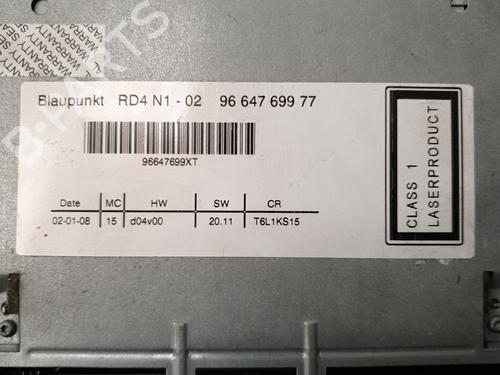 Blaupunkt RD4 N1 - 02 96 647 699 77
96647699XT
Date MC HW SW CR
02-01-08 15 d04v00 20.11 T6L1KS15
CLASS 1
LASERPRODUCT
B-PARTS